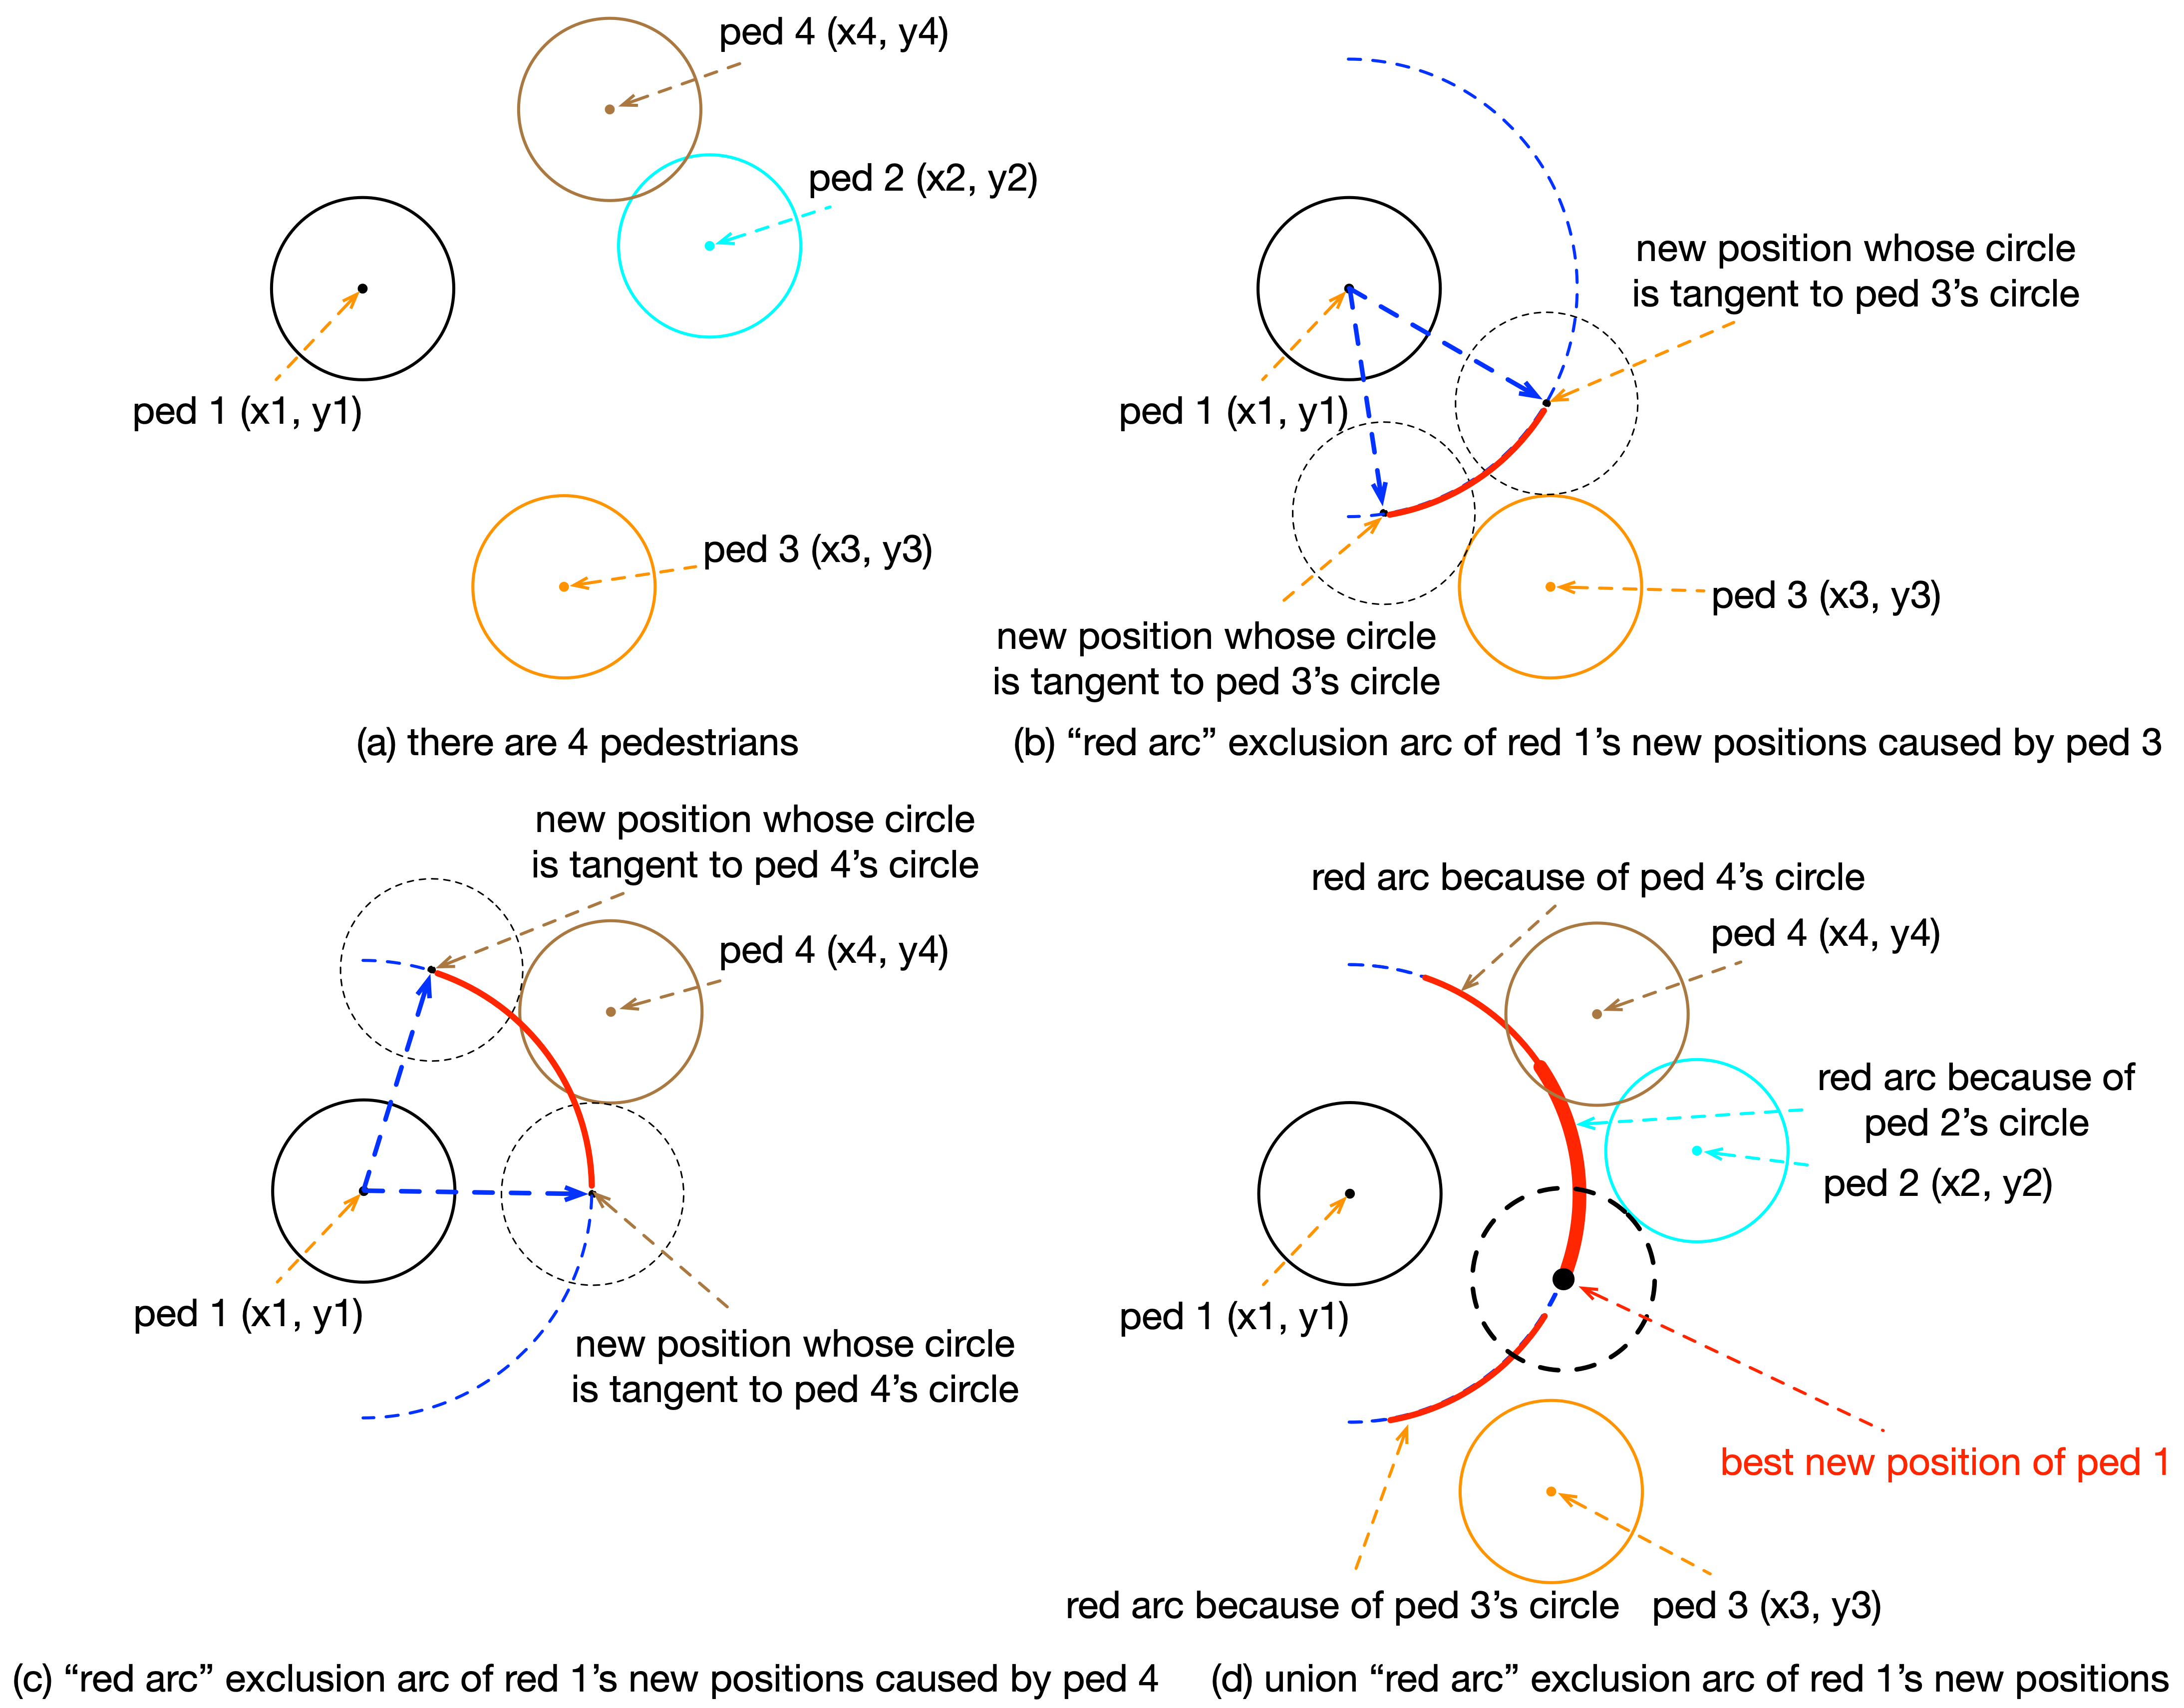 ped 4 (x4, y4)
ped 2 (x2, y2)
ped 1 (x1, y1)
ped 3 (x3, y3)
(a) there are 4 pedestrians
new position whose circle
is tangent to ped 3’s circle
ped 1 (x1, y1)
ped 3 (x3, y3)
new position whose circle
is tangent to ped 3’s circle
(b) “red arc” exclusion arc of red 1’s new positions caused by ped 3
new position whose circle
is tangent to ped 4’s circle
ped 4 (x4, y4)
ped 1 (x1, y1)
new position whose circle
is tangent to ped 4’s circle
(c) “red arc” exclusion arc of red 1’s new positions caused by ped 4
red arc because of ped 4’s circle
ped 4 (x4, y4)
red arc because of
ped 2’s circle
ped 2 (x2, y2)
ped 1 (x1, y1)
best new position of ped 1
red arc because of ped 3’s circle
ped 3 (x3, y3)
(d) union “red arc” exclusion arc of red 1’s new positions